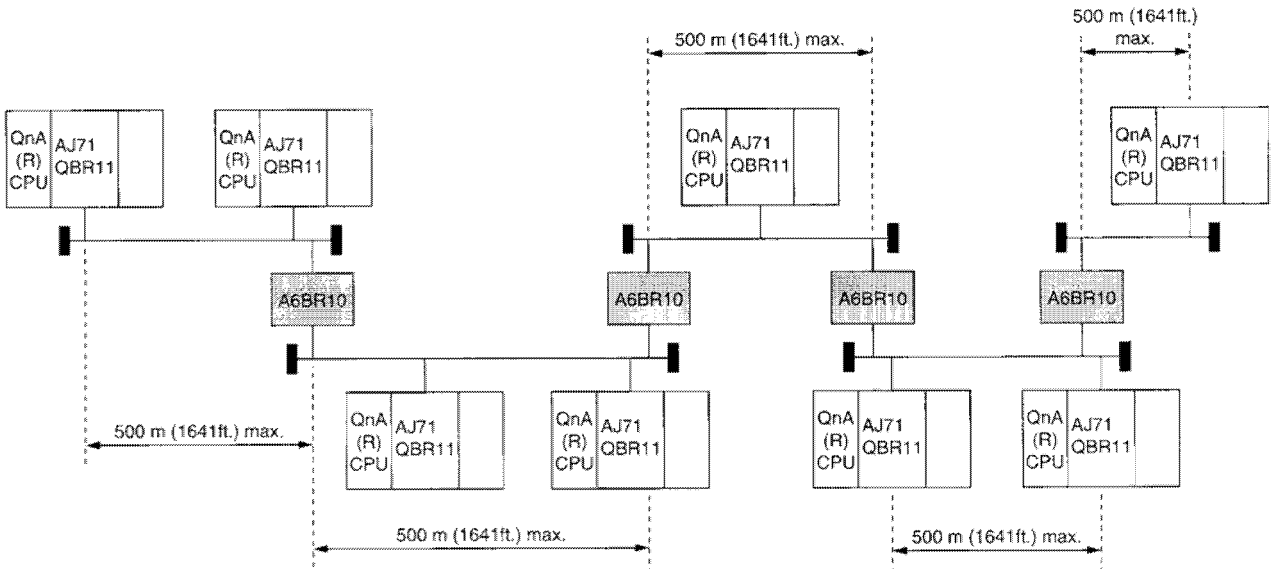 500 m (1641ft.)
max.
500 m (1641ft.) max.
QnA
(R)
CPU
AJ71
QBR11
QnA
(R)
CPU
AJ71
QBR11
QnA
(R)
CPU
AJ71
QBR11
QnA
(R)
CPU
AJ71
QBR11
A6BR10
A6BR10
A6BR10
A6BR10
QnA
(R)
CPU
AJ71
QBR11
QnA
(R)
CPU
AJ71
QBR11
QnA
(R)
CPU
AJ71
QBR11
QnA
(R)
CPU
AJ71
QBR11
500 m (1641ft.) max.
500 m (1641ft.) max.
500 m (1641ft.) max.